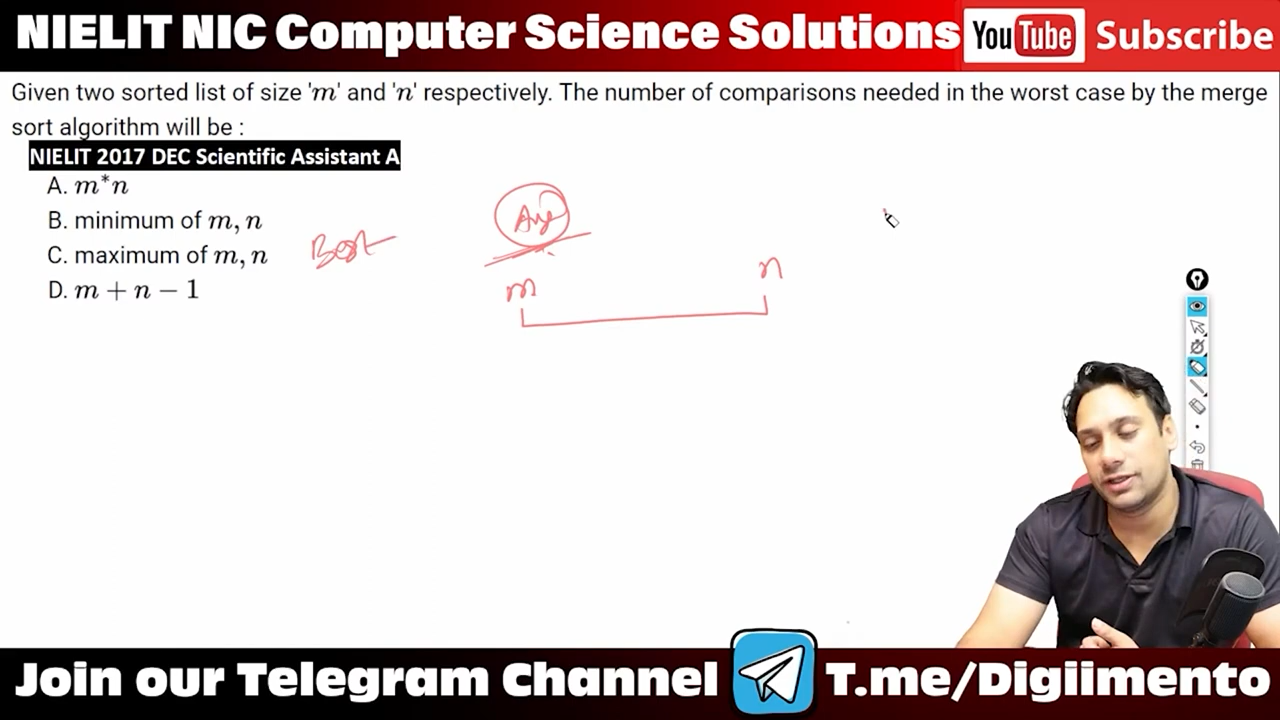 NIELIT NIC Computer Science Solutions YouTube Subscribe
Given two sorted list of size 'm' and 'n' respectively. The number of comparisons needed in the worst case by the merge
sort algorithm will be :
NIELIT 2017 DEC Scientific Assistant A
A. m*n
B. minimum of m, n
C. maximum of m, n
D. m + n − 1
Avg
Best
m
n
Join our Telegram Channel T.me/Digiimento